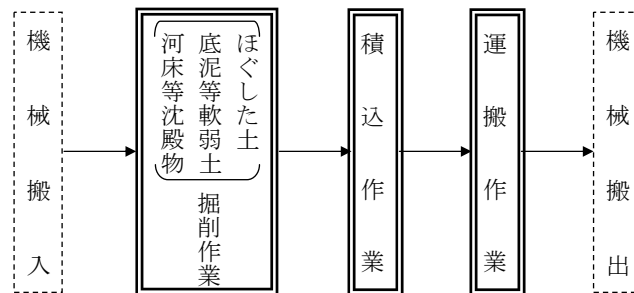 機械搬入
ほぐした土
底泥等軟弱土
河床等沈殿物
掘削作業
積込作業
運搬作業
機械搬出